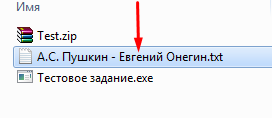 Имя
Test.zip
А.С. Пушкин - Евгений Онегин.txt
Тестовое задание.exe